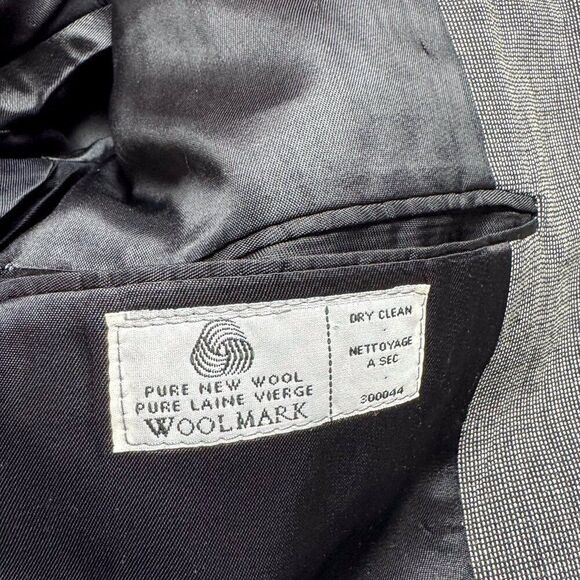 PURE NEW WOOL
PURE LAINE VIERGE
WOOLMARK
DRY CLEAN
NETTOYAGE
A SEC
300044